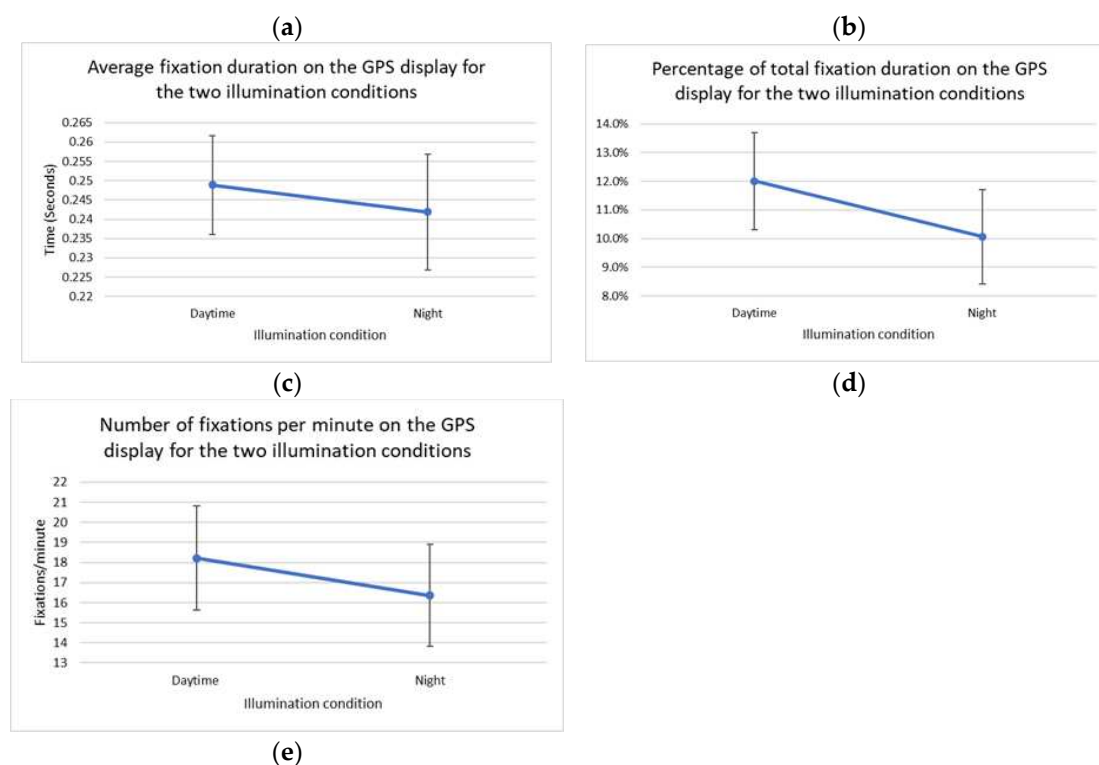 (a)
(b)
Average fixation duration on the GPS display for
the two illumination conditions
0.265
0.26
0.255
0.25
0.245
0.24
0.235
0.23
0.225
0.22
Time (Seconds)
Daytime
Night
Illumination condition
Percentage of total fixation duration on the GPS
display for the two illumination conditions
14.0%
13.0%
12.0%
11.0%
10.0%
9.0%
8.0%
Daytime
Night
Illumination condition
(c)
(d)
Number of fixations per minute on the GPS
display for the two illumination conditions
22
21
20
19
18
17
16
15
14
13
Fixations/minute
Daytime
Night
Illumination condition
(e)